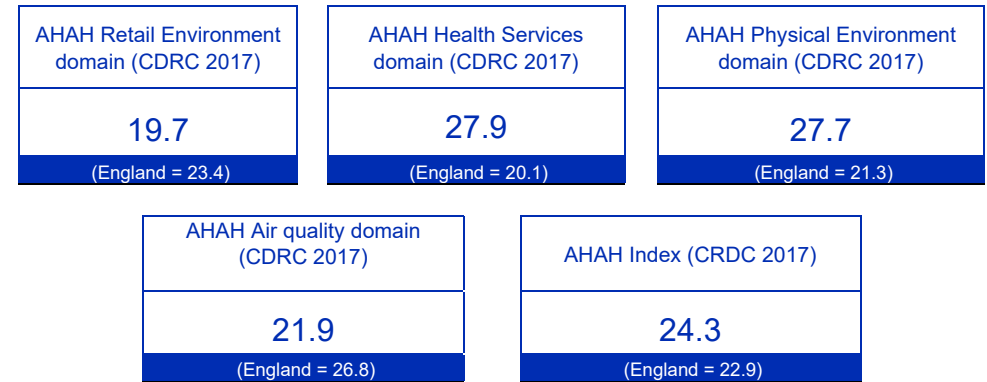 AHAH Retail Environment
domain (CDRC 2017)
19.7
(England = 23.4)
AHAH Health Services
domain (CDRC 2017)
27.9
(England = 20.1)
AHAH Physical Environment
domain (CDRC 2017)
27.7
(England = 21.3)
AHAH Air quality domain
(CDRC 2017)
21.9
(England = 26.8)
AHAH Index (CRDC 2017)
24.3
(England = 22.9)